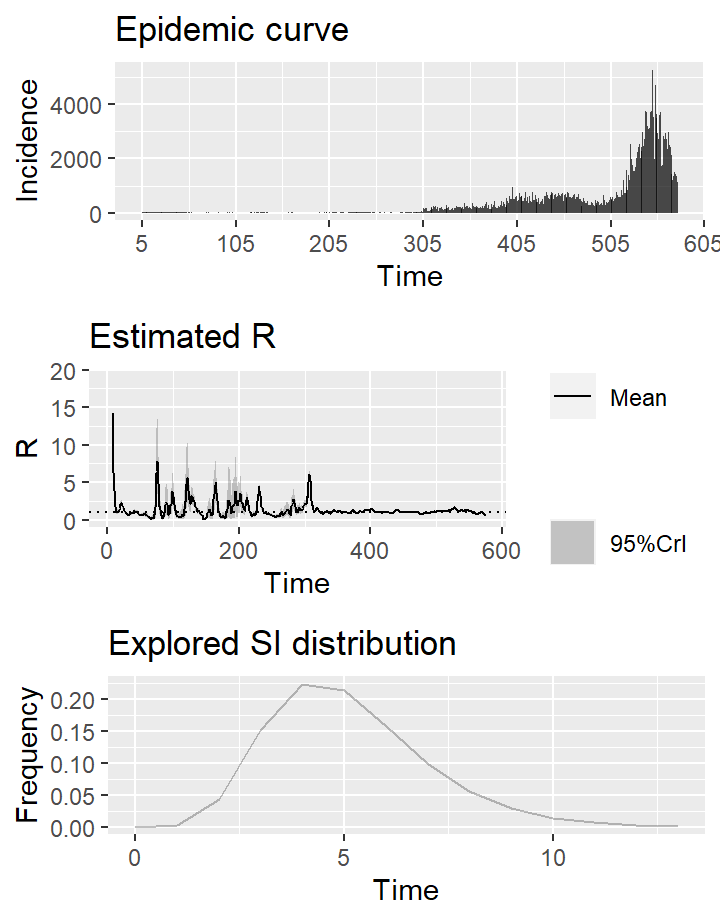 Epidemic curve
Incidence
4000
2000
0
5 105 205 305 405 505 605
Time
Estimated R
R
20
15
10
5
0
0 200 400 600
Time
Mean
95%CrI
Explored SI distribution
Frequency
0.20
0.15
0.10
0.05
0.00
0 5 10
Time